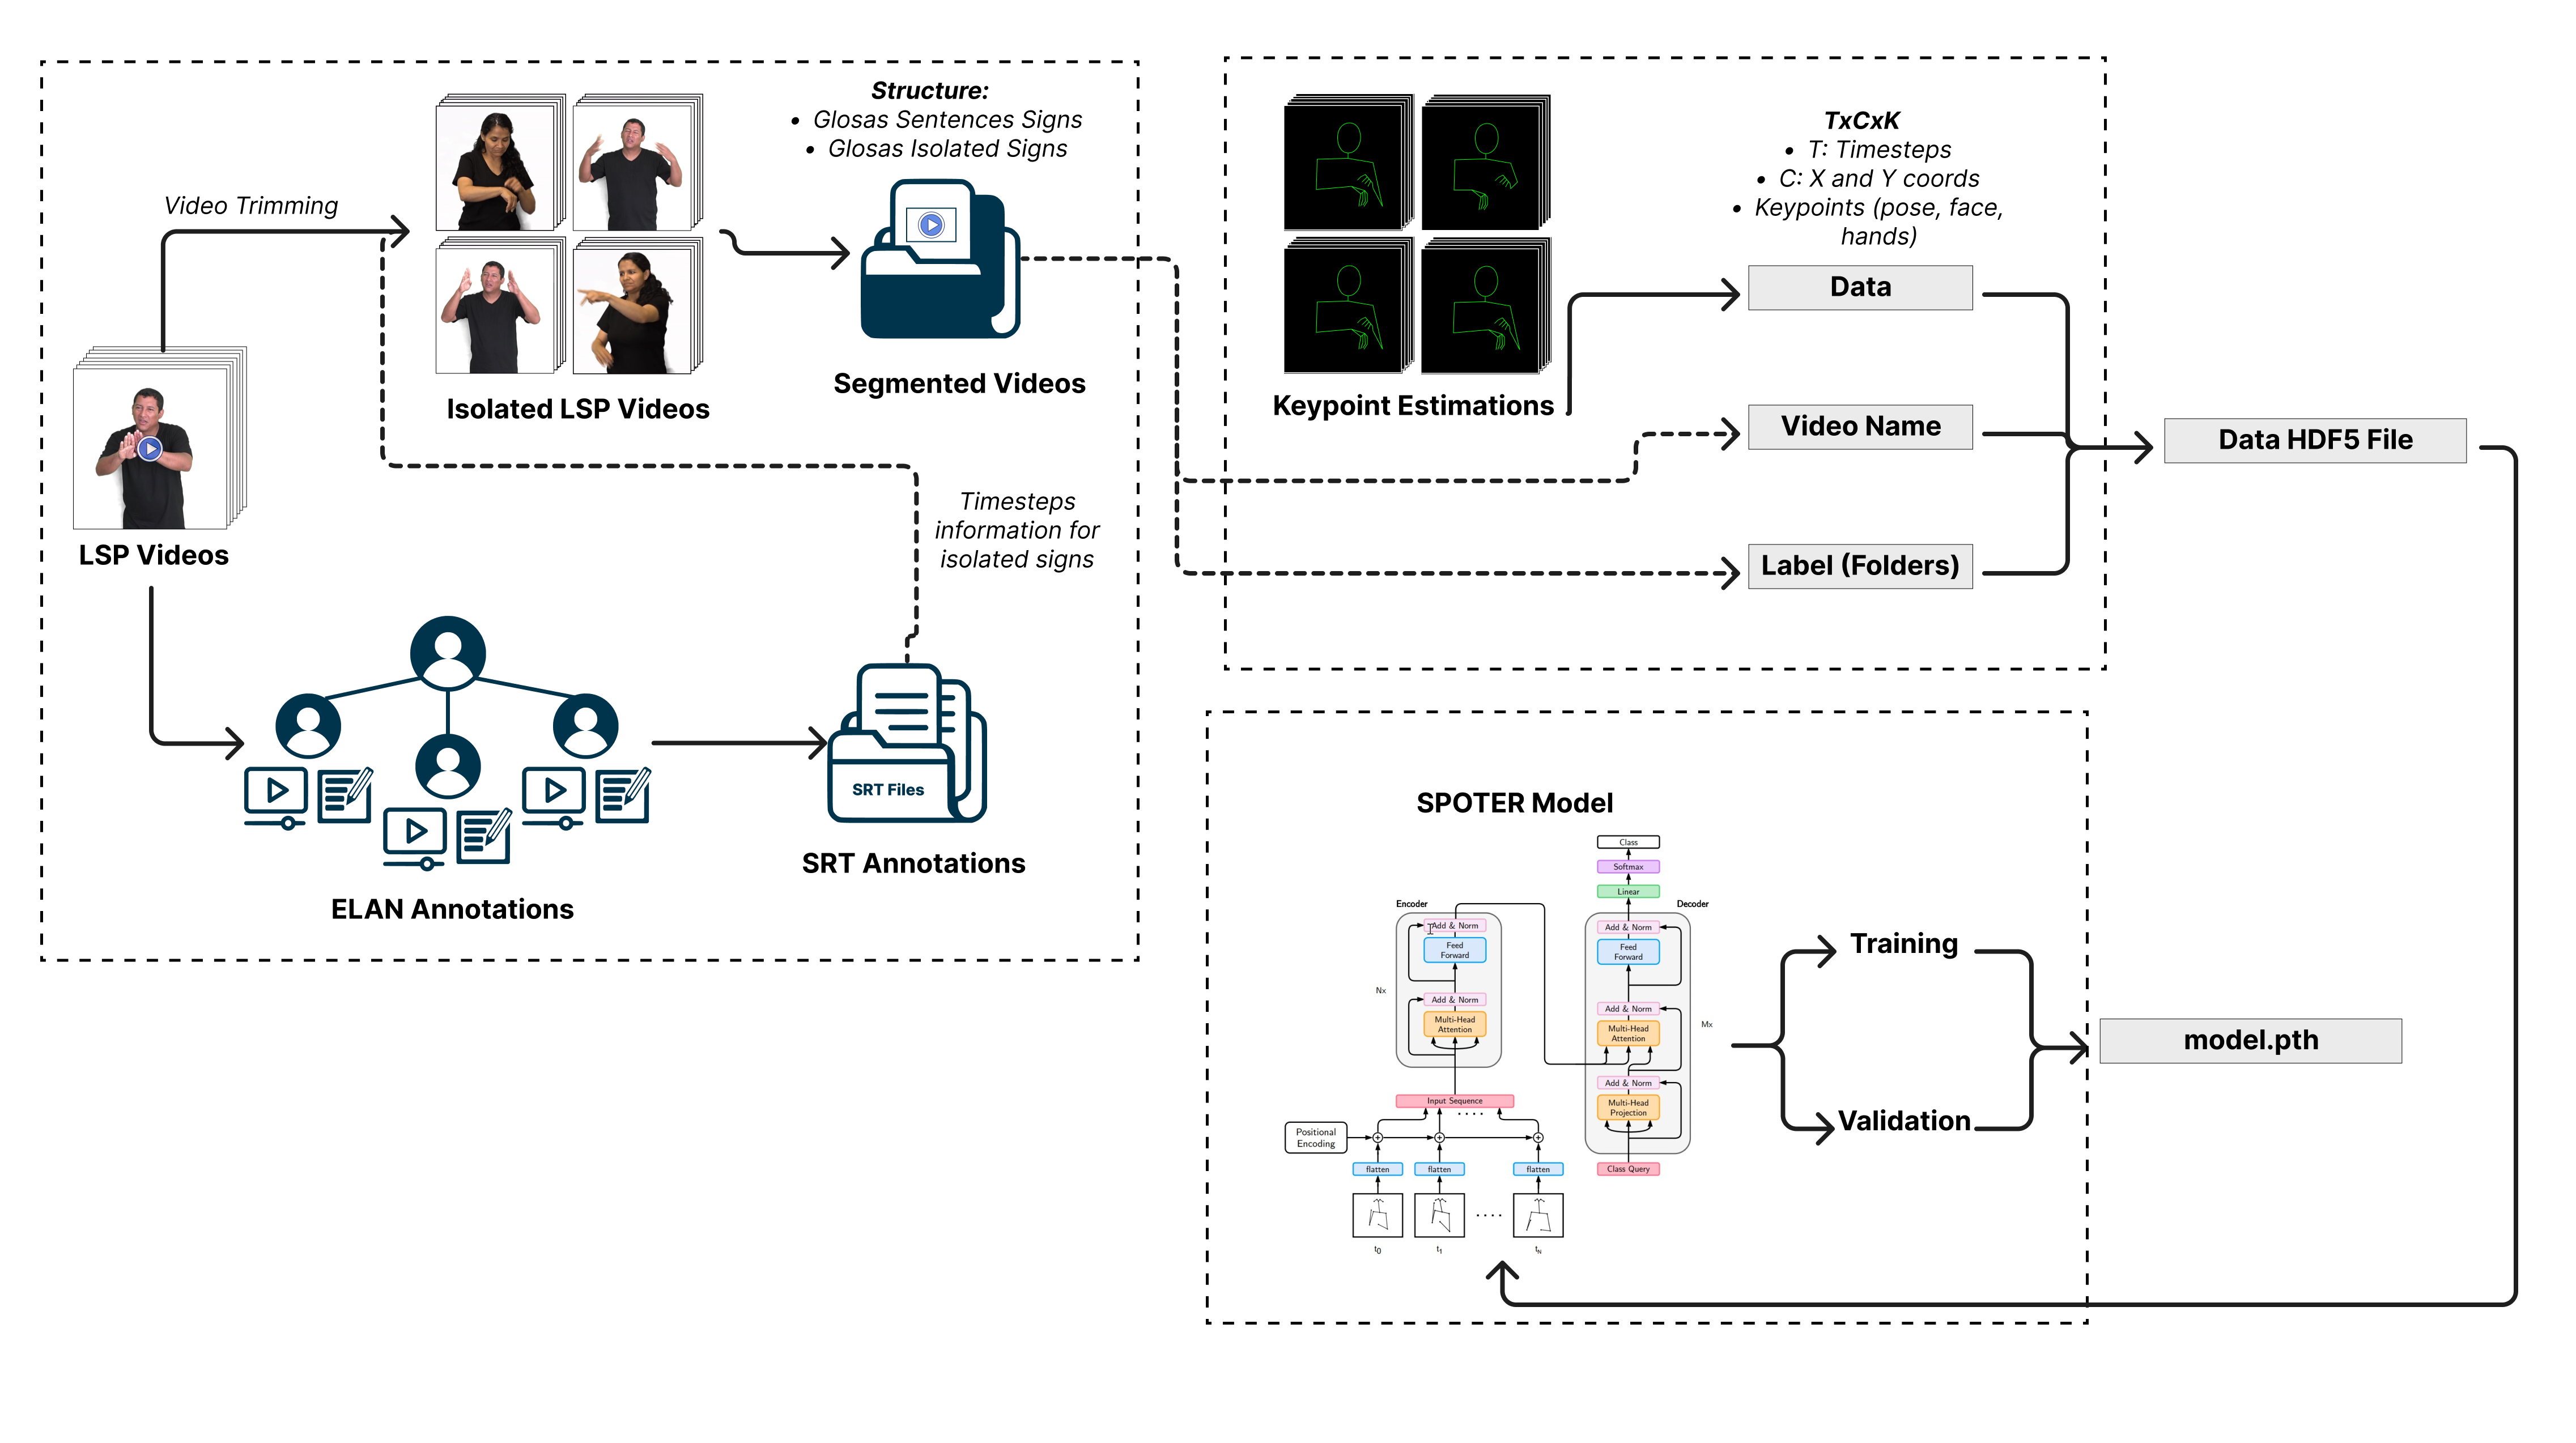 Video Trimming
LSP Videos
Isolated LSP Videos
Structure:
• Glosas Sentences Signs
• Glosas Isolated Signs
Segmented Videos
Timesteps
information for
isolated signs
ELAN Annotations
SRT Files
SRT Annotations
Keypoint Estimations
TxCxK
• T: Timesteps
• C: X and Y coords
• Keypoints (pose, face,
hands)
Data
Video Name
Label (Folders)
Data HDF5 File
SPOTER Model
Class
Softmax
Linear
Encoder
Add & Norm
Feed
Forward
Nx
Add & Norm
Multi-Head
Attention
Input Sequence
Positional
Encoding
flatten
flatten
flatten
t0
t1
tN
Decoder
Add & Norm
Feed
Forward
Add & Norm
Multi-Head
Attention
Mx
Add & Norm
Multi-Head
Projection
Class Query
Training
Validation
model.pth